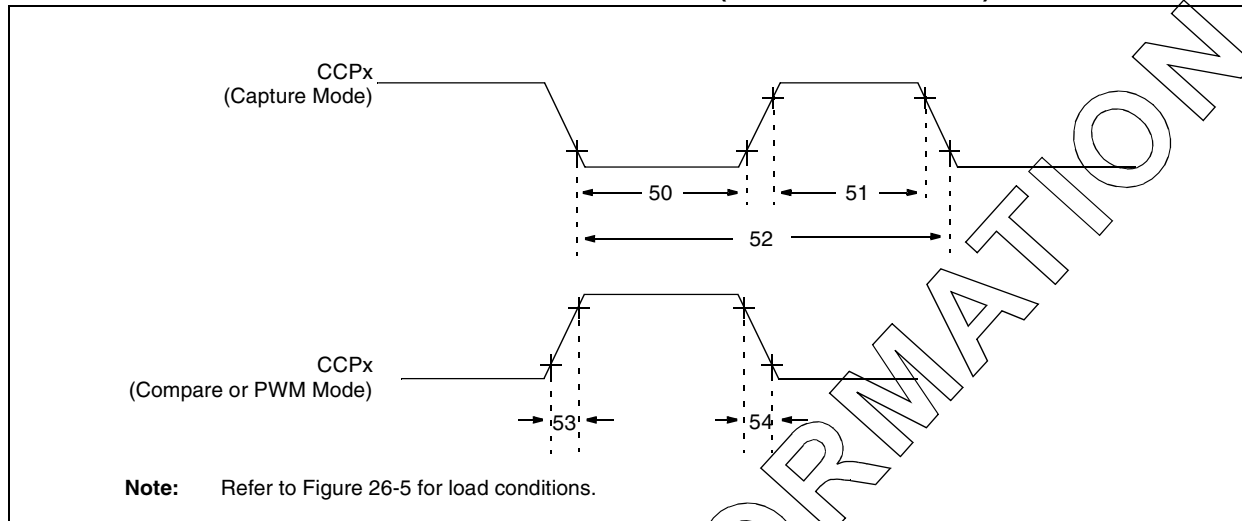 CCPx
(Capture Mode)
50
51
52
CCPx
(Compare or PWM Mode)
53
54
Note: Refer to Figure 26-5 for load conditions.
ORMATION